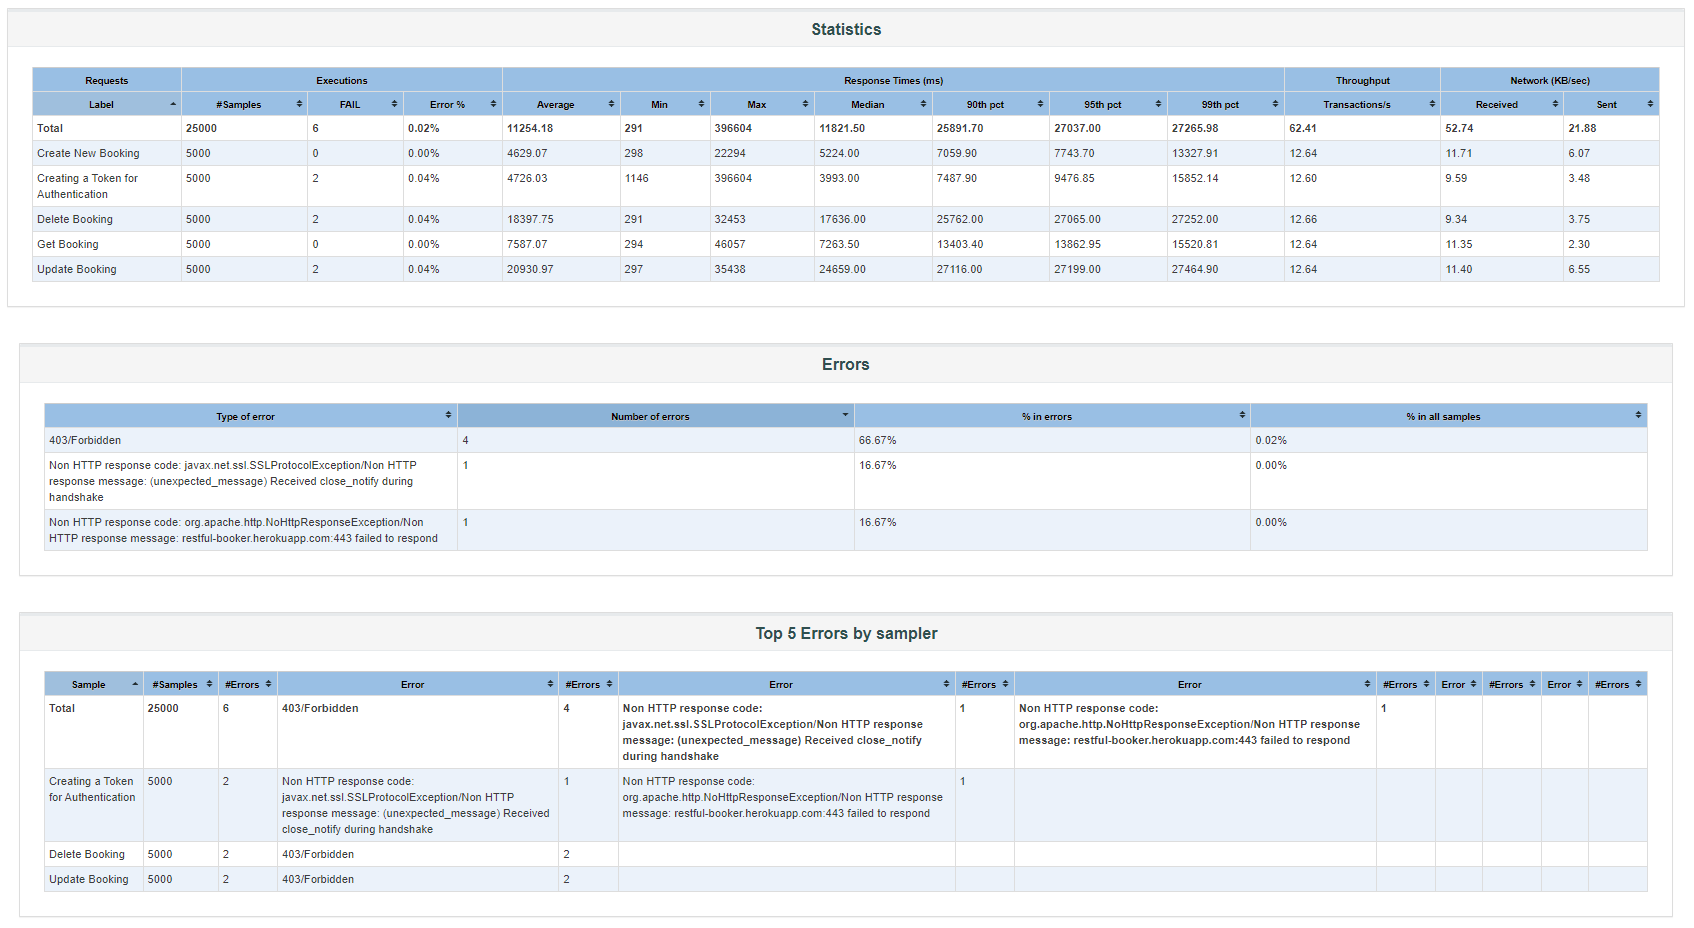 Statistics
Requests Executions Response Times (ms) Throughput Network (KB/sec)
Label #Samples FAIL Error % Average Min Max Median 90th pct 95th pct 99th pct Transactions/s Received Sent
Total 25000 6 0.02% 11254.18 291 396604 11821.50 25891.70 27037.00 27265.98 62.41 52.74 21.88
Create New Booking 5000 0 0.00% 4629.07 298 22294 5224.00 7059.90 7743.70 13327.91 12.64 11.71 6.07
Creating a Token for 5000 2 0.04% 4726.03 1146 396604 3993.00 7487.90 9476.85 15852.14 12.60 9.59 3.48
Authentication
Delete Booking 5000 2 0.04% 18397.75 291 32453 17636.00 25762.00 27065.00 27252.00 12.66 9.34 3.75
Get Booking 5000 0 0.00% 7587.07 294 46057 7263.50 13403.40 13862.95 15520.81 12.64 11.35 2.30
Update Booking 5000 2 0.04% 20930.97 297 35438 24659.00 27116.00 27199.00 27464.90 12.64 11.40 6.55
Errors
Type of error Number of errors % in errors % in all samples
403/Forbidden 4 66.67% 0.02%
Non HTTP response code: javax.net.ssl.SSLProtocolException/Non HTTP 1 16.67% 0.00%
response message: (unexpected_message) Received close_notify during
handshake
Non HTTP response code: org.apache.http.NoHttpResponseException/Non 1 16.67% 0.00%
HTTP response message: restful-booker.herokuapp.com:443 failed to respond
Top 5 Errors by sampler
Sample #Samples #Errors Error #Errors Error #Errors Error #Errors Error #Errors Error #Errors
Total 25000 6 403/Forbidden 4 Non HTTP response code: 1 Non HTTP response code: 1
javax.net.ssl.SSLProtocolException/Non HTTP response org.apache.http.NoHttpResponseException/Non HTTP response
message: (unexpected_message) Received close_notify message: restful-booker.herokuapp.com:443 failed to respond
during handshake
Creating a Token 5000 2 Non HTTP response code: 1 Non HTTP response code: 1
for Authentication javax.net.ssl.SSLProtocolException/Non HTTP org.apache.http.NoHttpResponseException/Non HTTP response
response message: (unexpected_message) Received message: restful-booker.herokuapp.com:443 failed to respond
close_notify during handshake
Delete Booking 5000 2 403/Forbidden 2
Update Booking 5000 2 403/Forbidden 2